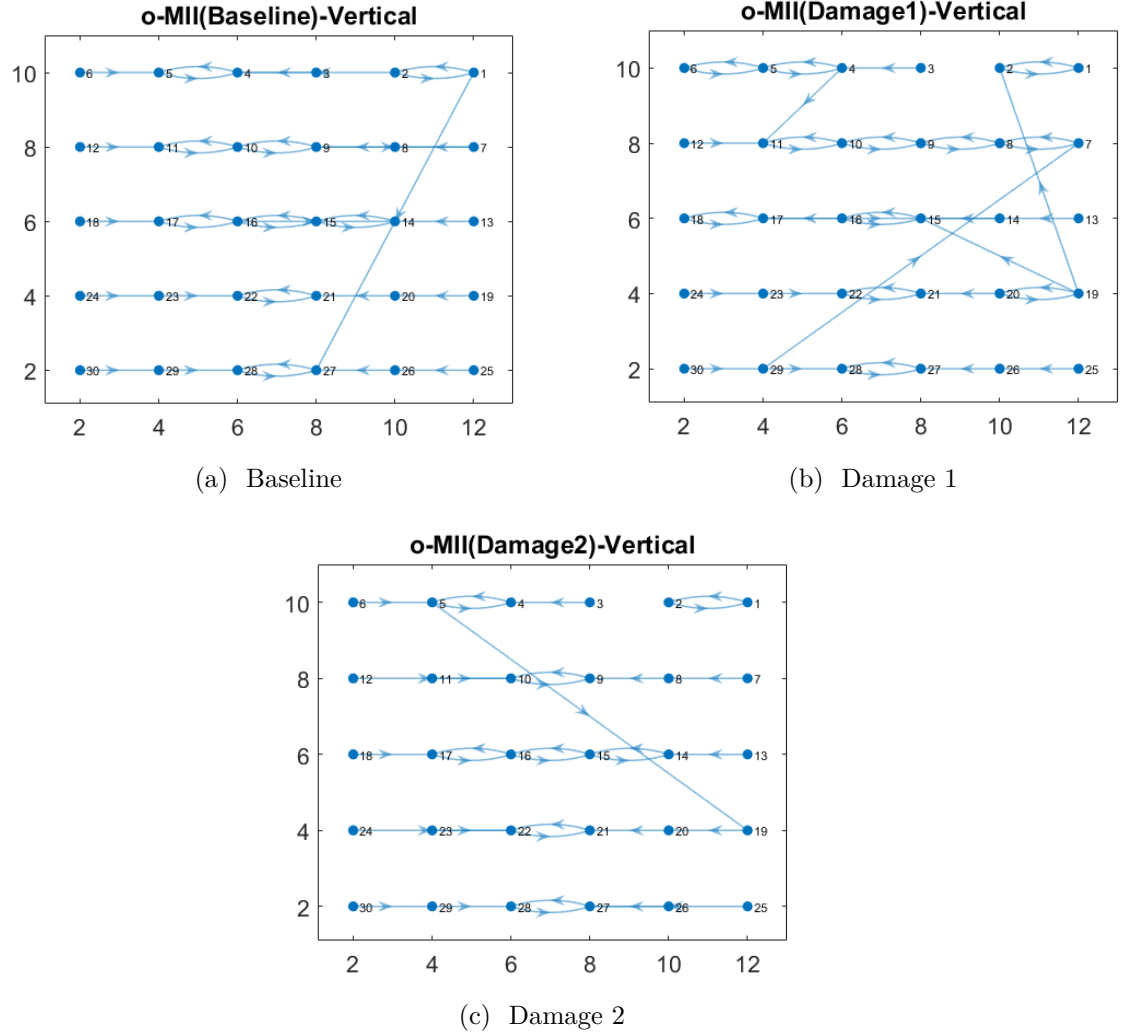 o-MII(Baseline)-Vertical
10 6 5 4 3 2 1
8 12 11 10 9 8 7
6 18 17 16 15 14 13
4 24 23 22 21 20 19
2 30 29 28 27 26 25
2 4 6 8 10 12
(a) Baseline
o-MII(Damage1)-Vertical
10 6 5 4 3 2 1
8 12 11 10 9 8 7
6 18 17 16 15 14 13
4 24 23 22 21 20 19
2 30 29 28 27 26 25
2 4 6 8 10 12
(b) Damage 1
o-MII(Damage2)-Vertical
10 6 5 4 3 2 1
8 12 11 10 9 8 7
6 18 17 16 15 14 13
4 24 23 22 21 20 19
2 30 29 28 27 26 25
2 4 6 8 10 12
(c) Damage 2